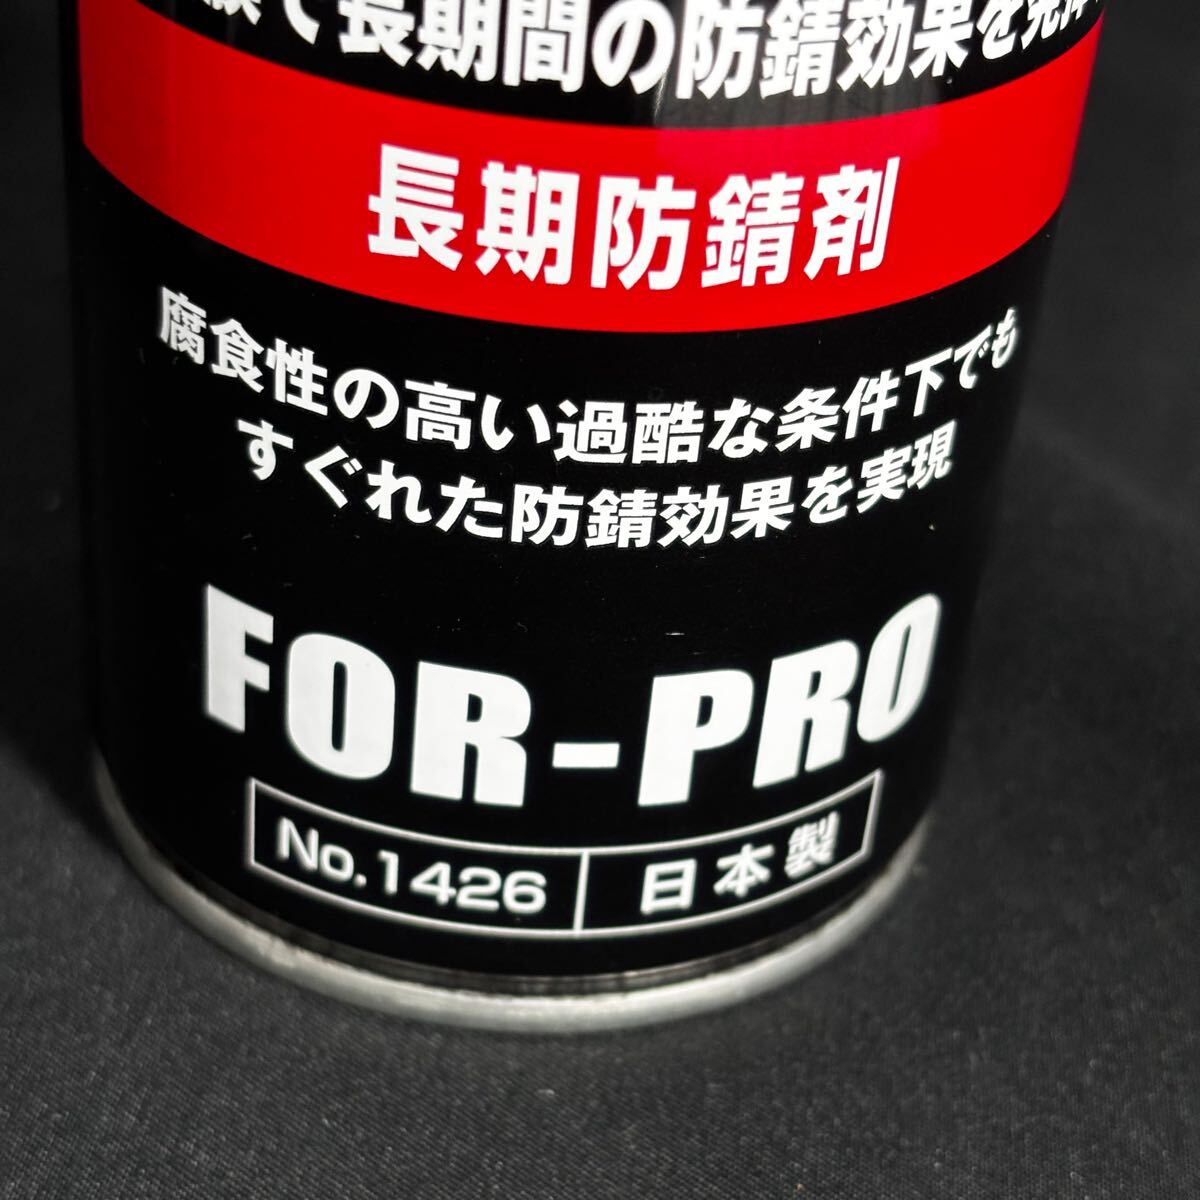 で長期間の防錆効果を
長期防錆剤
腐食性の高い過酷な条件下でも
すぐれた防錆効果を実現
FOR-PRO
No.1426 日本製